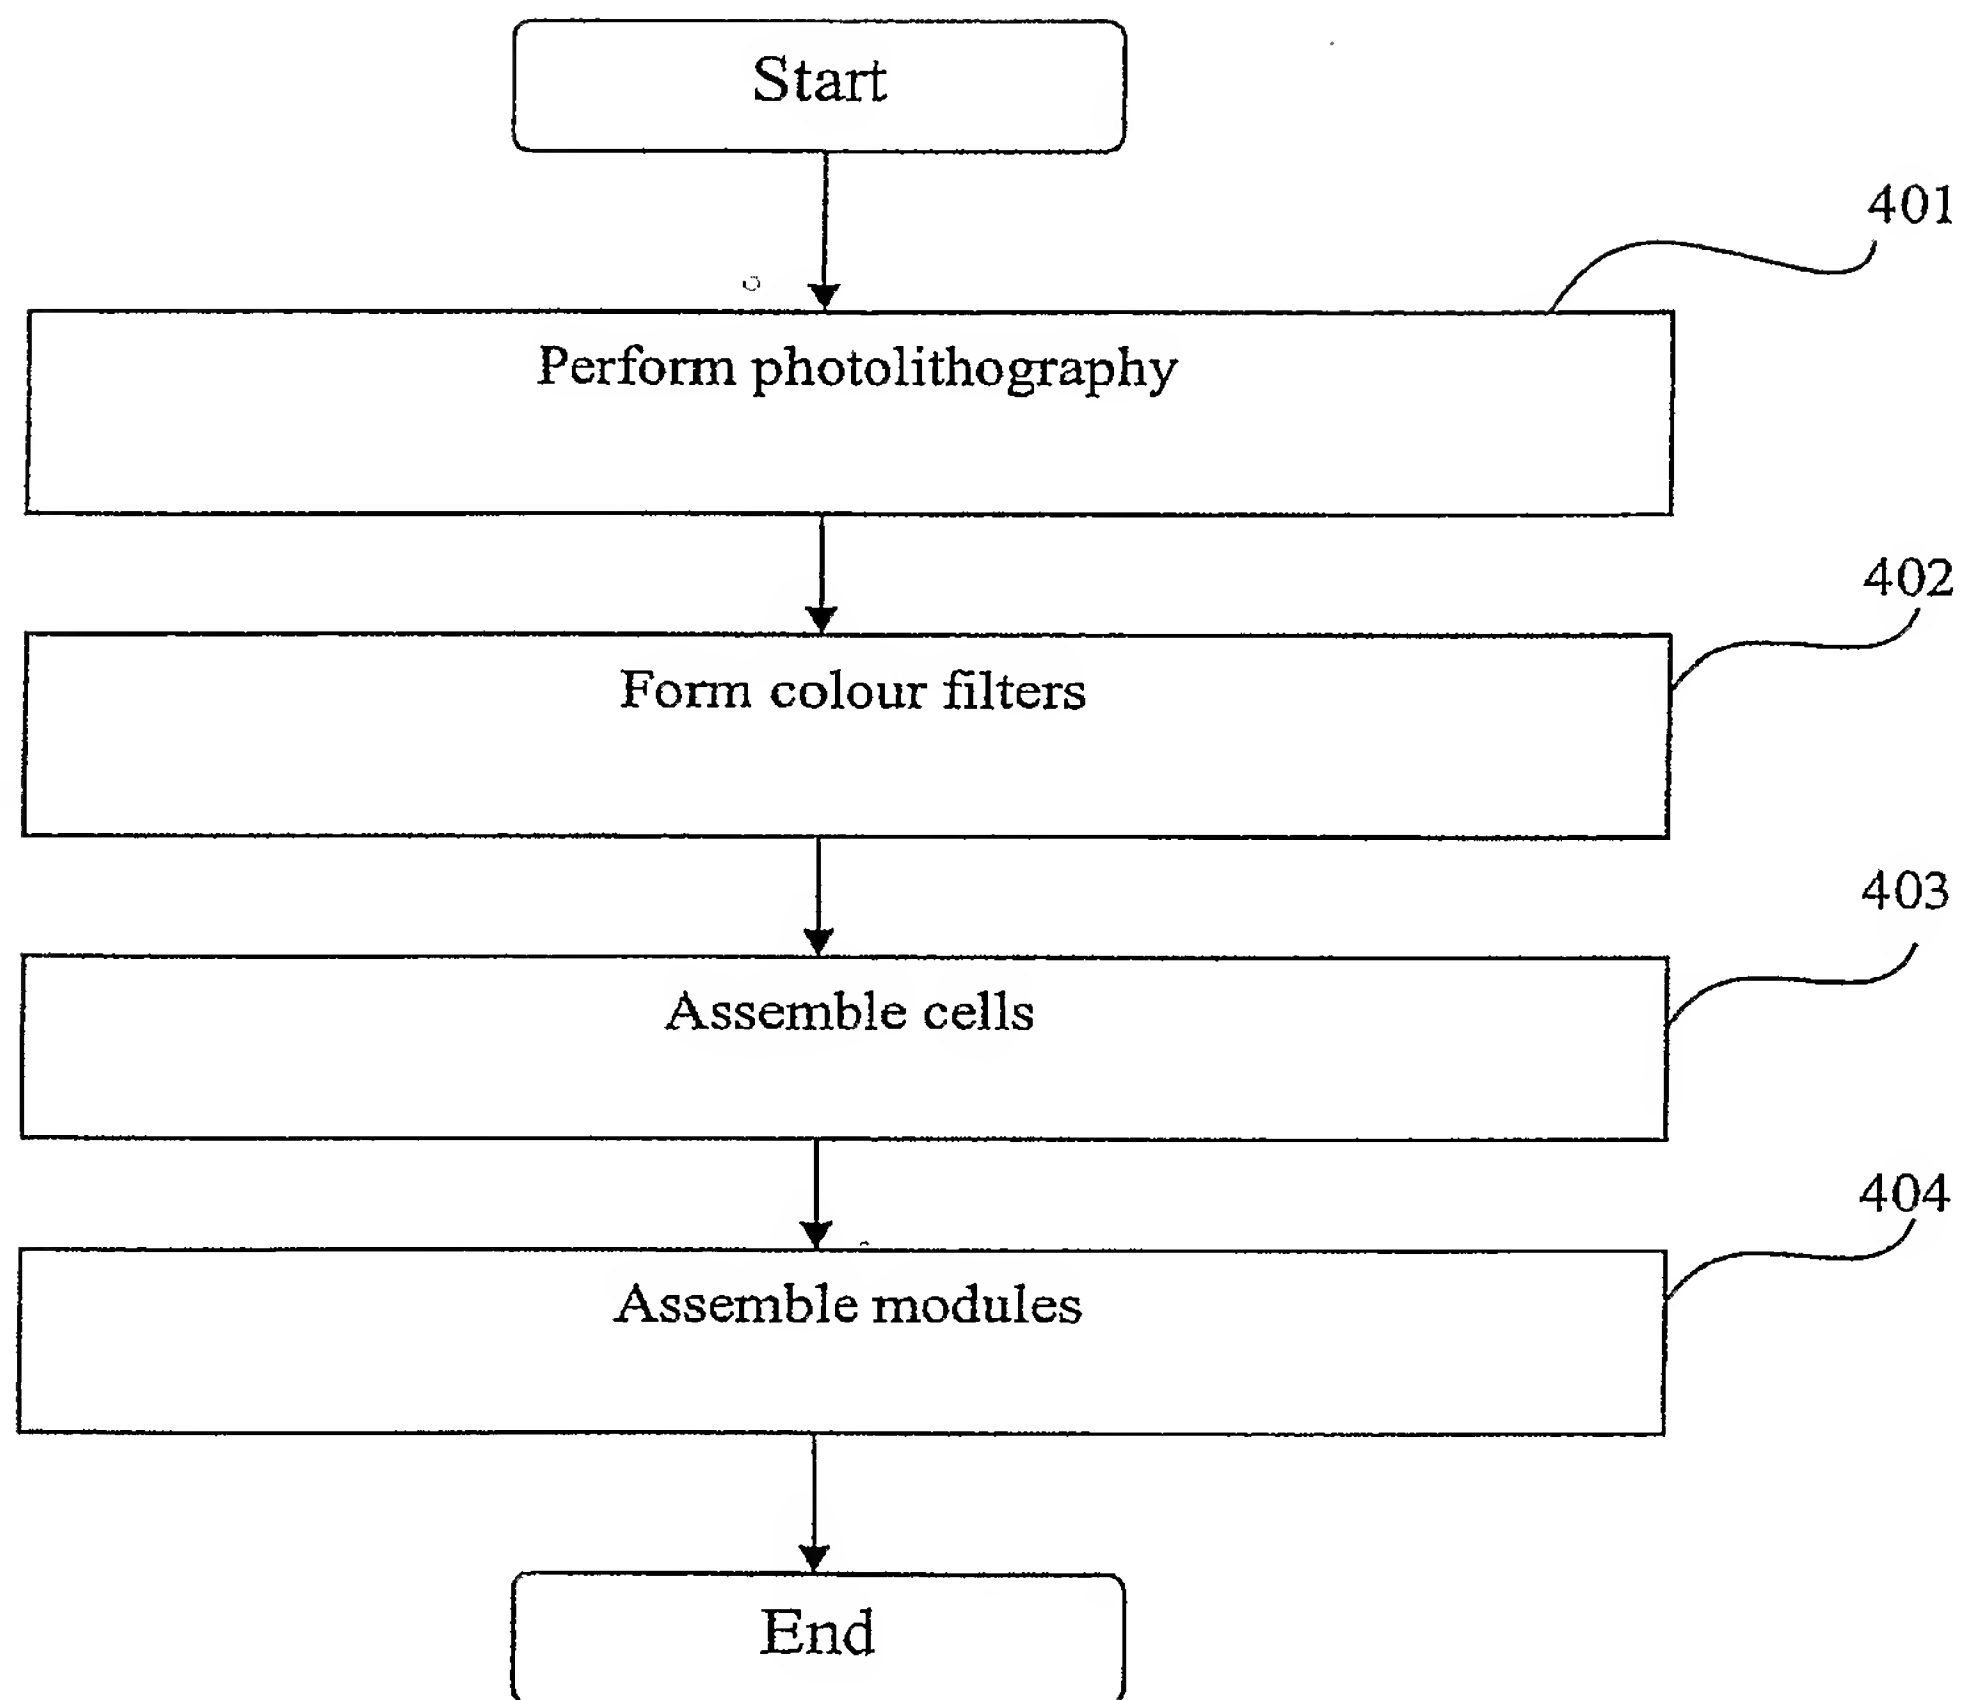 Start
401
Perform photolithography
402
Form colour filters
403
Assemble cells
404
Assemble modules
End